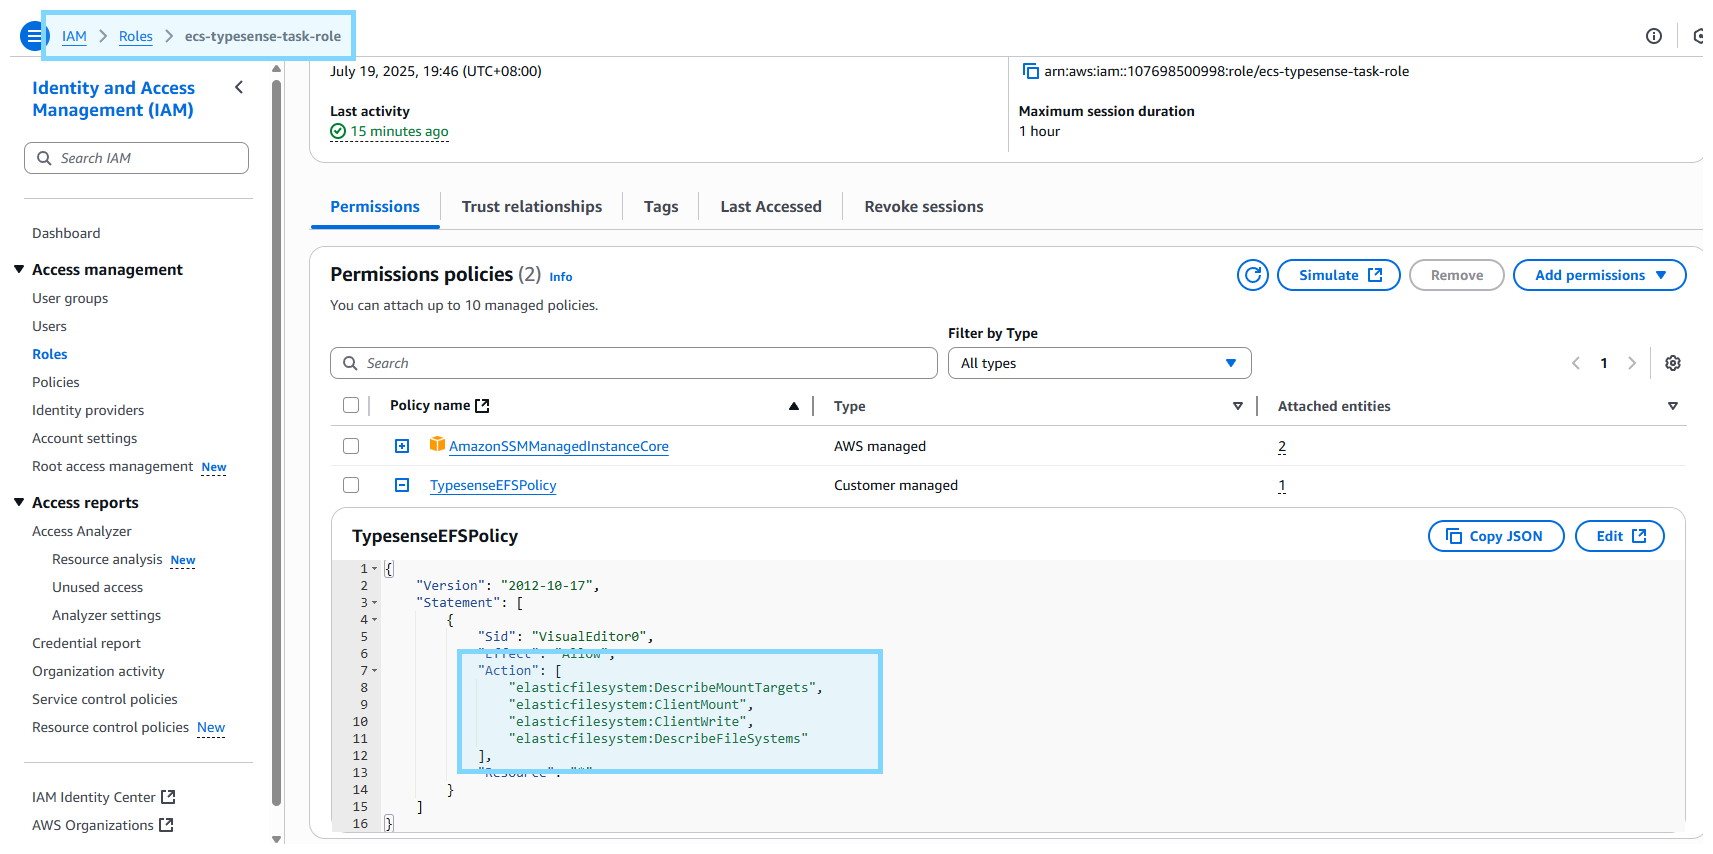 IAM > Roles > ecs-typesense-task-role
Identity and Access
Management (IAM)
Search IAM
Dashboard
Access management
User groups
Users
Roles
Policies
Identity providers
Account settings
Root access management New
Access reports
Access Analyzer
Resource analysis New
Unused access
Analyzer settings
Credential report
Organization activity
Service control policies
Resource control policies New
IAM Identity Center
AWS Organizations
July 19, 2025, 19:46 (UTC+08:00)
arn:aws:iam::107698500998:role/ecs-typesense-task-role
Last activity
15 minutes ago
Maximum session duration
1 hour
Permissions
Trust relationships
Tags
Last Accessed
Revoke sessions
Permissions policies (2) Info
You can attach up to 10 managed policies.
Simulate
Remove
Add permissions
Filter by Type
Search
All types
1
Policy name
Type
Attached entities
AmazonSSMManagedInstanceCore
AWS managed
2
TypesenseEFSPolicy
Customer managed
1
TypesenseEFSPolicy
Copy JSON
Edit
1 {
2 "Version": "2012-10-17",
3 "Statement": [
4 {
5 "Sid": "VisualEditor0",
6 "Effect": "Allow",
7 "Action": [
8 "elasticfilesystem:DescribeMountTargets",
9 "elasticfilesystem:ClientMount",
10 "elasticfilesystem:ClientWrite",
11 "elasticfilesystem:DescribeFileSystems"
12 ],
13 "Resource": "*"
14 }
15 ]
16 }